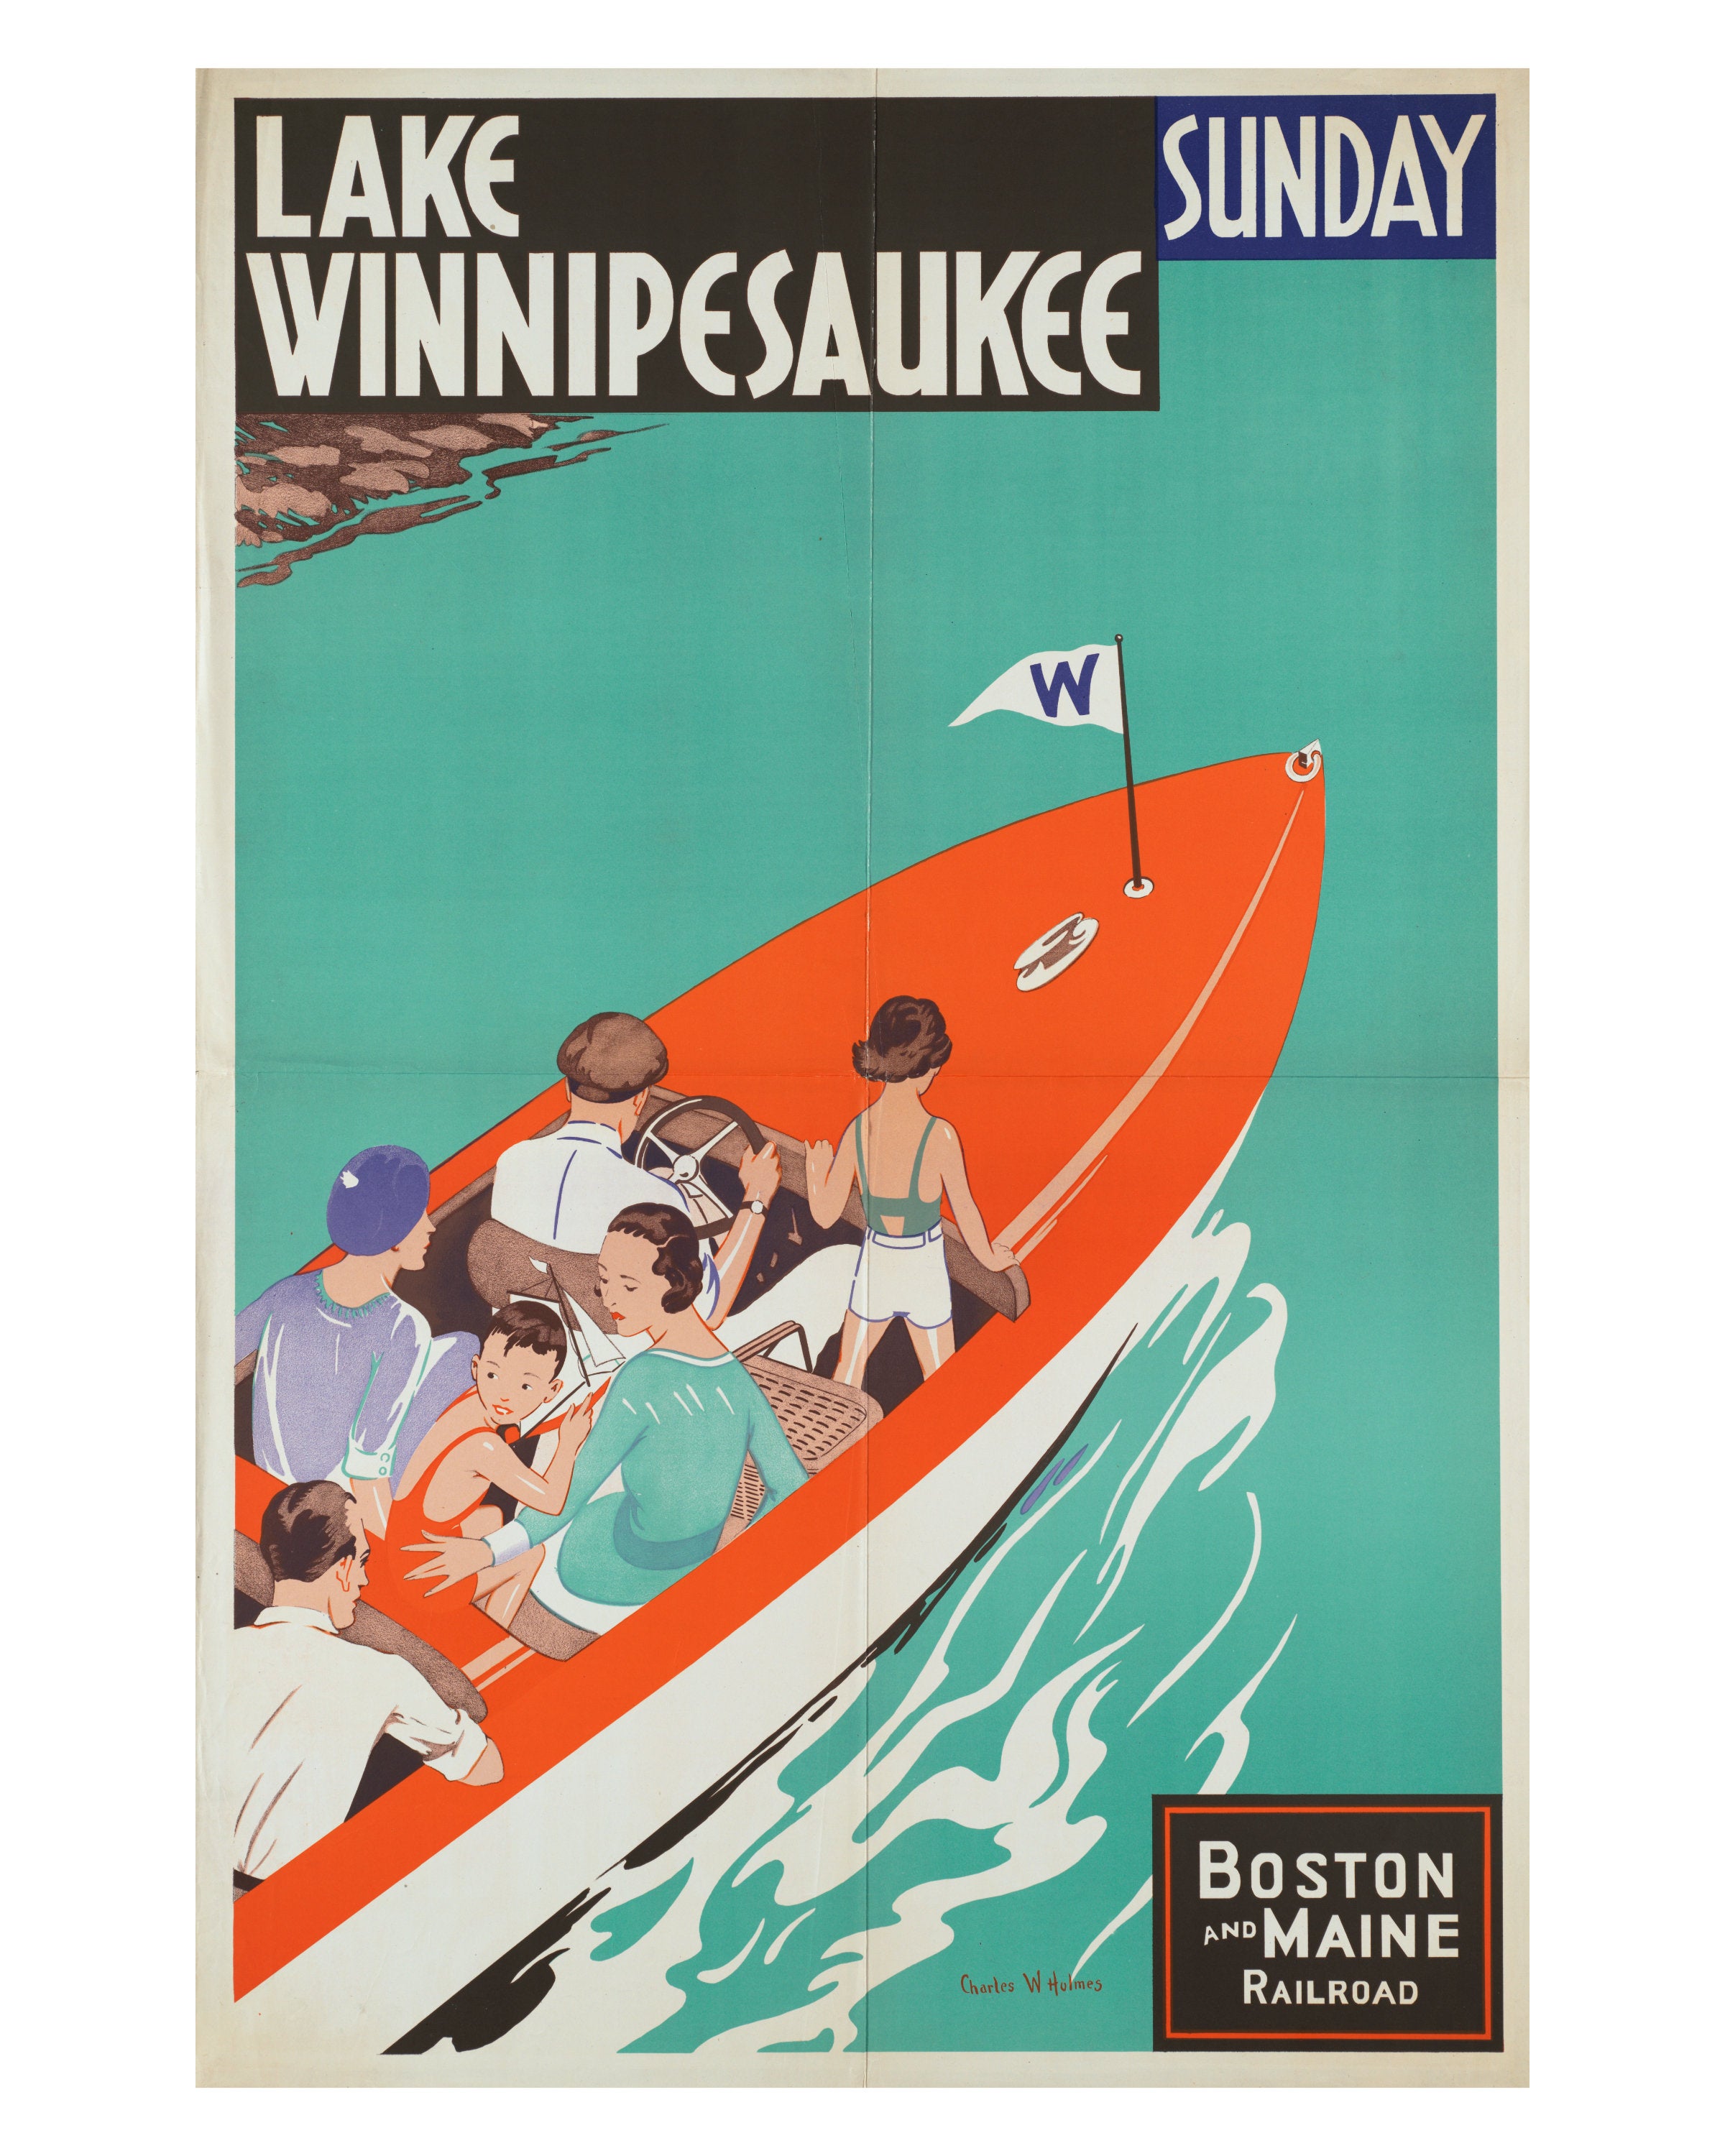 LAKE
WINNIPESAUKEE
SUNDAY
W
BOSTON
AND MAINE
RAILROAD
Charles W Holmes